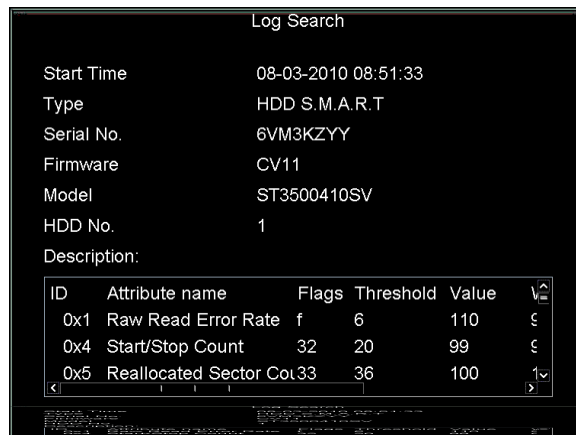 Log Search
Start Time 08-03-2010 08:51:33
Type HDD S.M.A.R.T
Serial No. 6VM3KZYY
Firmware CV11
Model ST3500410SV
HDD No. 1
Description:
ID Attribute name Flags Threshold Value
0x1 Raw Read Error Rate f 6 110
0x4 Start/Stop Count 32 20 99
0x5 Reallocated Sector Cou 33 36 100